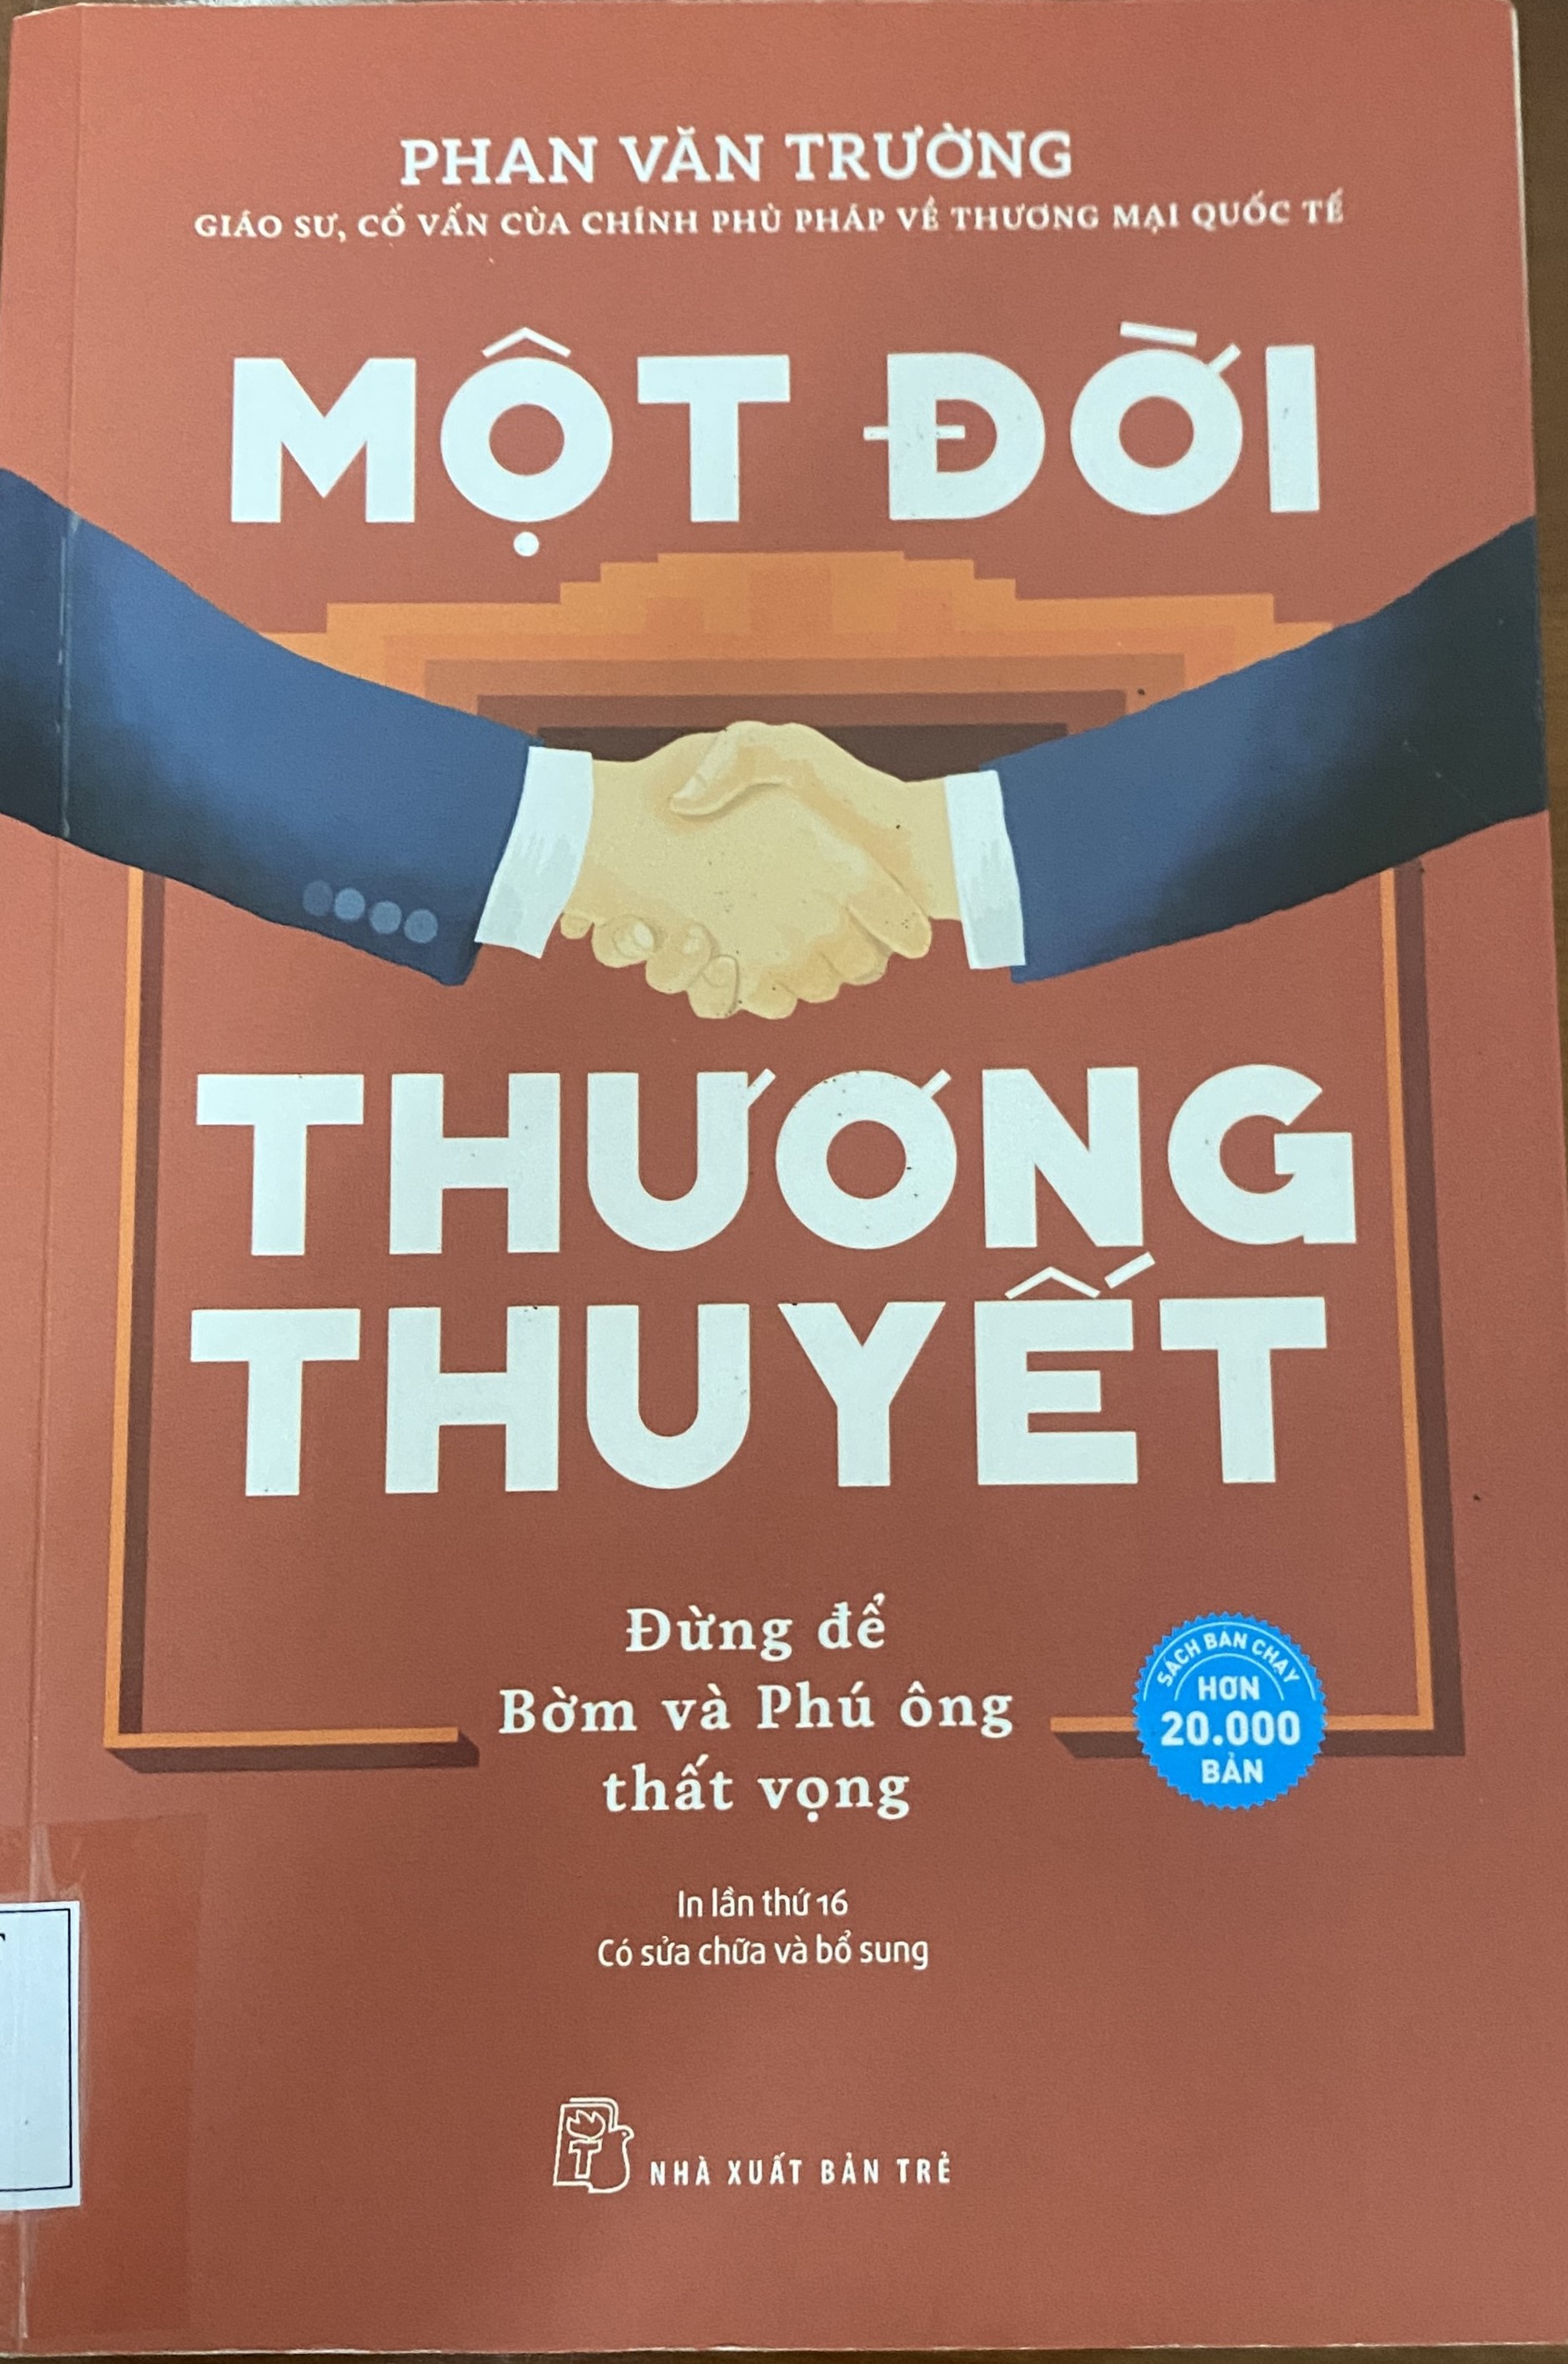 PHAN VĂN TRƯỜNG
GIÁO SƯ, CỐ VẤN CỦA CHÍNH PHỦ PHÁP VỀ THƯƠNG MẠI QUỐC TẾ
MỘT ĐỜI
THƯƠNG
THUYẾT
Đừng để
Bờm và Phú ông
thất vọng
SÁCH BÁN CHẠY
HƠN
20.000
BẢN
In lần thứ 16
Có sửa chữa và bổ sung
T
NHÀ XUẤT BẢN TRẺ